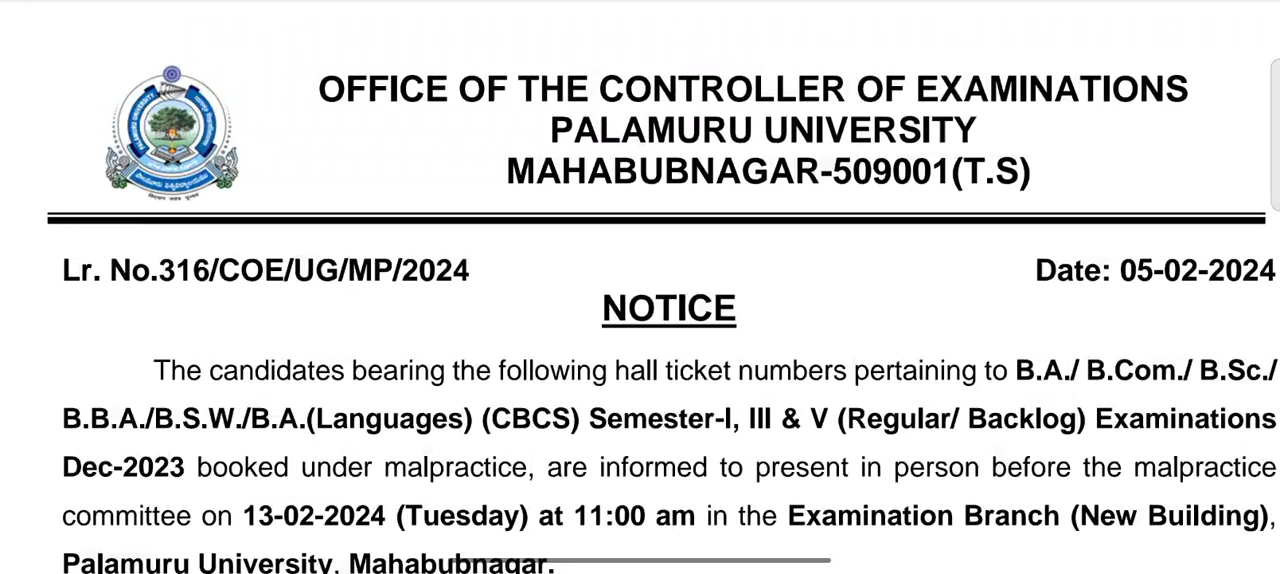 OFFICE OF THE CONTROLLER OF EXAMINATIONS
PALAMURU UNIVERSITY
MAHABUBNAGAR-509001(T.S)
Lr. No.316/COE/UG/MP/2024 Date: 05-02-2024
NOTICE
The candidates bearing the following hall ticket numbers pertaining to B.A./ B.Com./ B.Sc./
B.B.A./B.S.W./B.A.(Languages) (CBCS) Semester-I, III & V (Regular/ Backlog) Examinations
Dec-2023 booked under malpractice, are informed to present in person before the malpractice
committee on 13-02-2024 (Tuesday) at 11:00 am in the Examination Branch (New Building),
Palamuru University, Mahabubnagar.